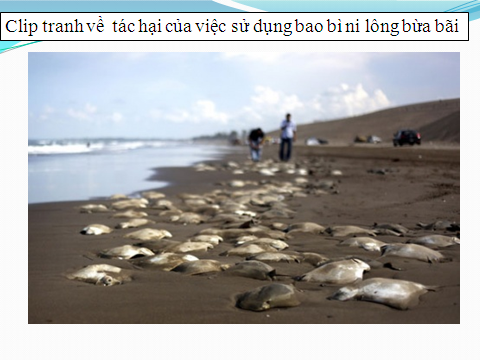 Clip tranh về tác hại của việc sử dụng bao bì ni lông bừa bãi